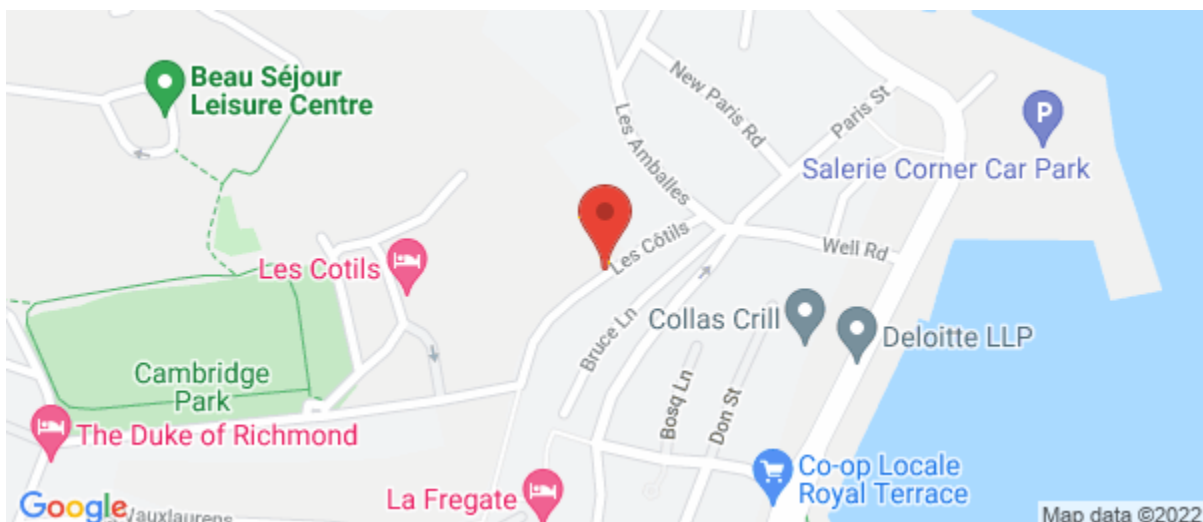 Beau Séjour
Leisure Centre
New Paris Rd
Paris St
Les Amballes
P
Salerie Corner Car Park
Les Côtils
Well Rd
Les Cotils
Bruce Ln
Collas Crill
Deloitte LLP
Cambridge
Park
Bosq Ln
Don St
The Duke of Richmond
Co-op Locale
Royal Terrace
La Fregate
Google
Vauxlaurens
Map data ©2022